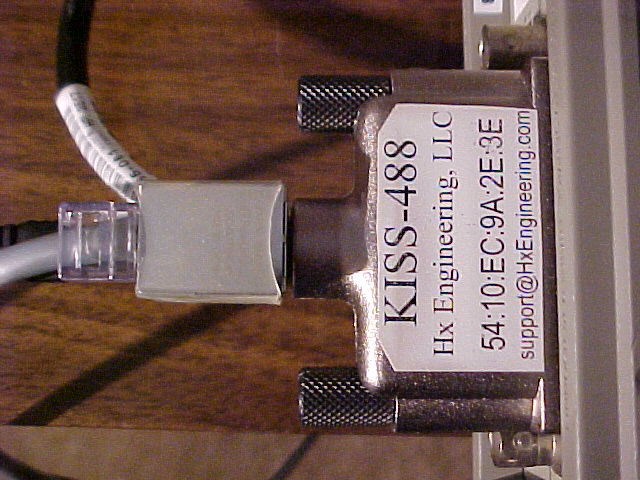 KISS-488
Hx Engineering, LLC
54:10:EC:9A:2E:3E
support@HxEngineering.com